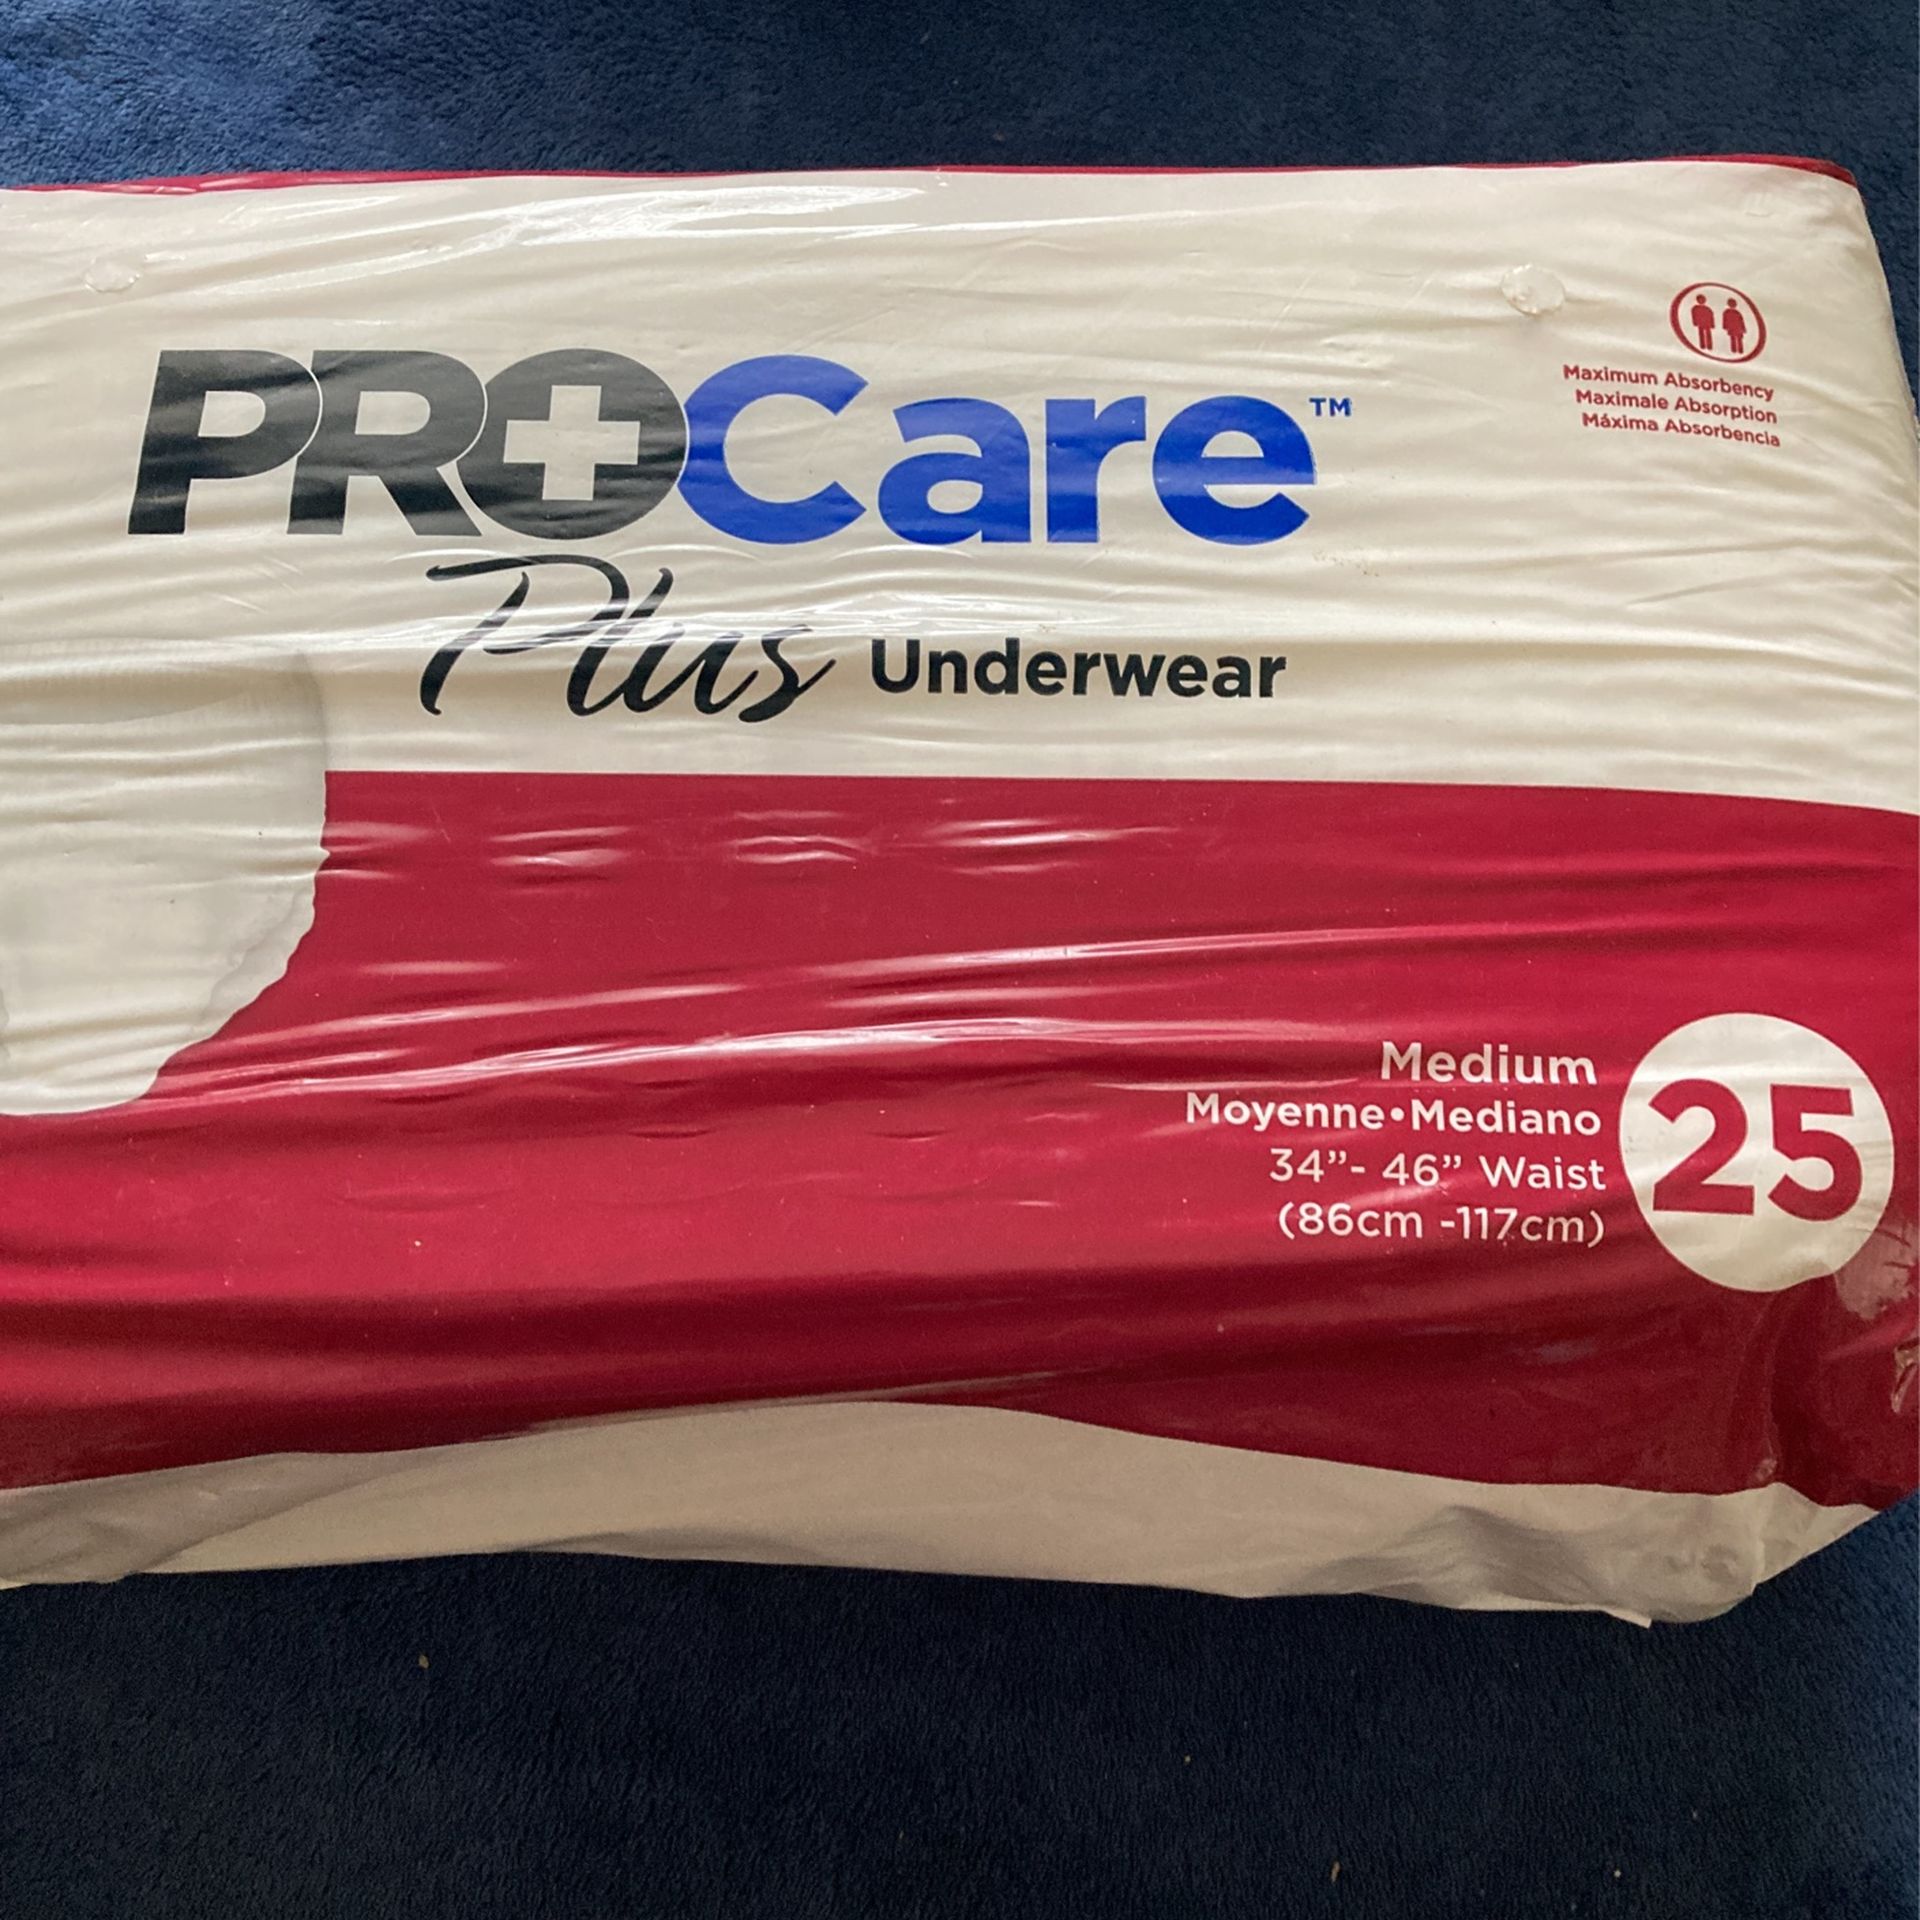 PROCare™
Plus Underwear
Maximum Absorbency
Maximale Absorption
Máxima Absorbencia
Medium
Moyenne•Mediano
34”- 46” Waist
(86cm -117cm)
25